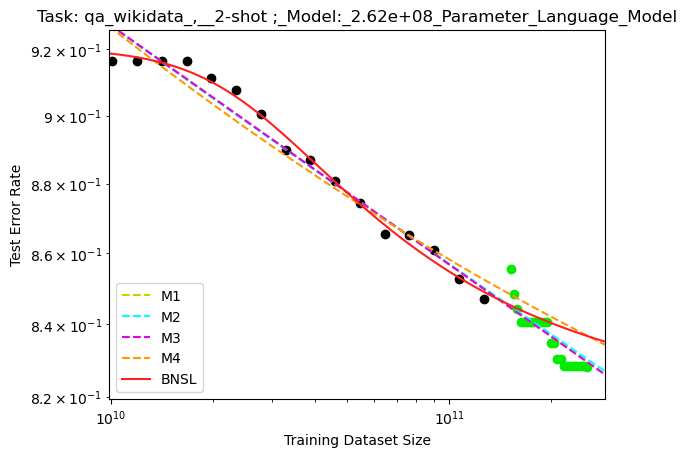 Task: qa_wikidata_,__2-shot ;_Model:_2.62e+08_Parameter_Language_Model
9.2 × 10⁻¹
9 × 10⁻¹
8.8 × 10⁻¹
8.6 × 10⁻¹
8.4 × 10⁻¹
8.2 × 10⁻¹
Test Error Rate
M1
M2
M3
M4
BNSL
10¹⁰
10¹¹
Training Dataset Size